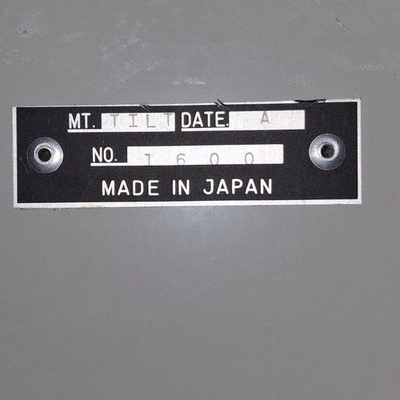 MT. TILT DATE. A
NO. 1600
MADE IN JAPAN